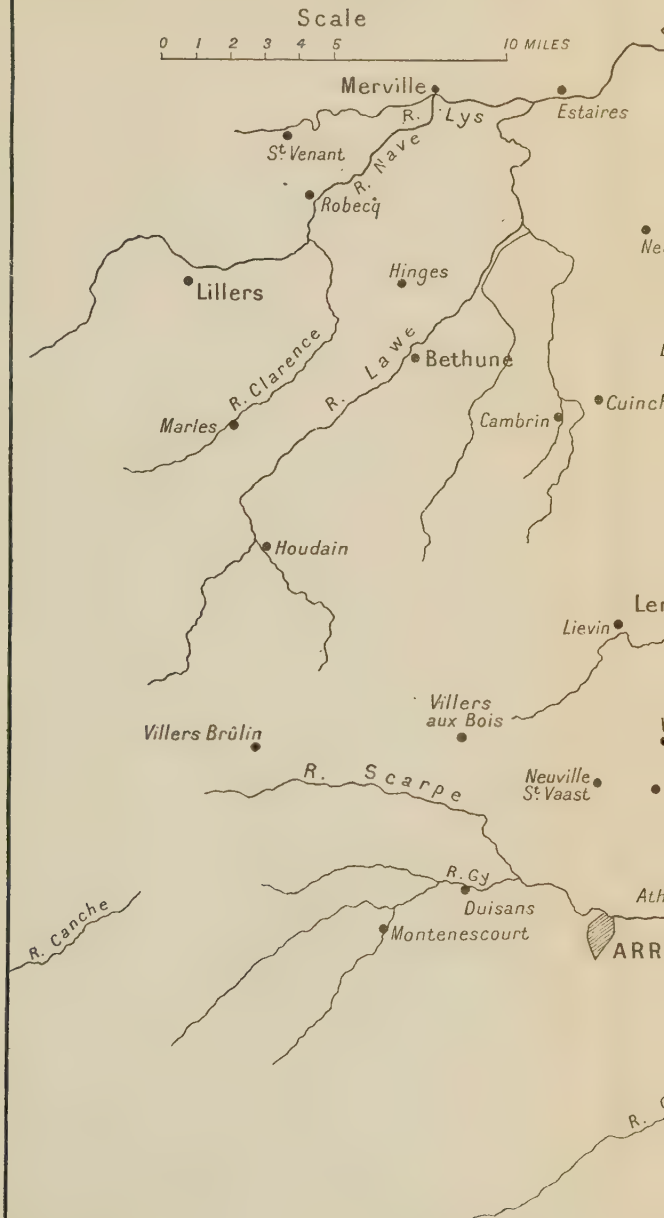 Scale
0 1 2 3 4 5 10 MILES
Merville
Estaires
R. Lys
St. Venant
R. Nave
Robecq
Lillers
Hinges
R. Clarence
R. Lawe
Bethune
Marles
Cambrin
Cuinch
Houdain
Lievin
Villers
aux Bois
Villers Brûlin
R. Scarpe
Neuville
St. Vaast
R. Gy
Duisans
Ath
R. Canche
Montenescourt
ARR
R.